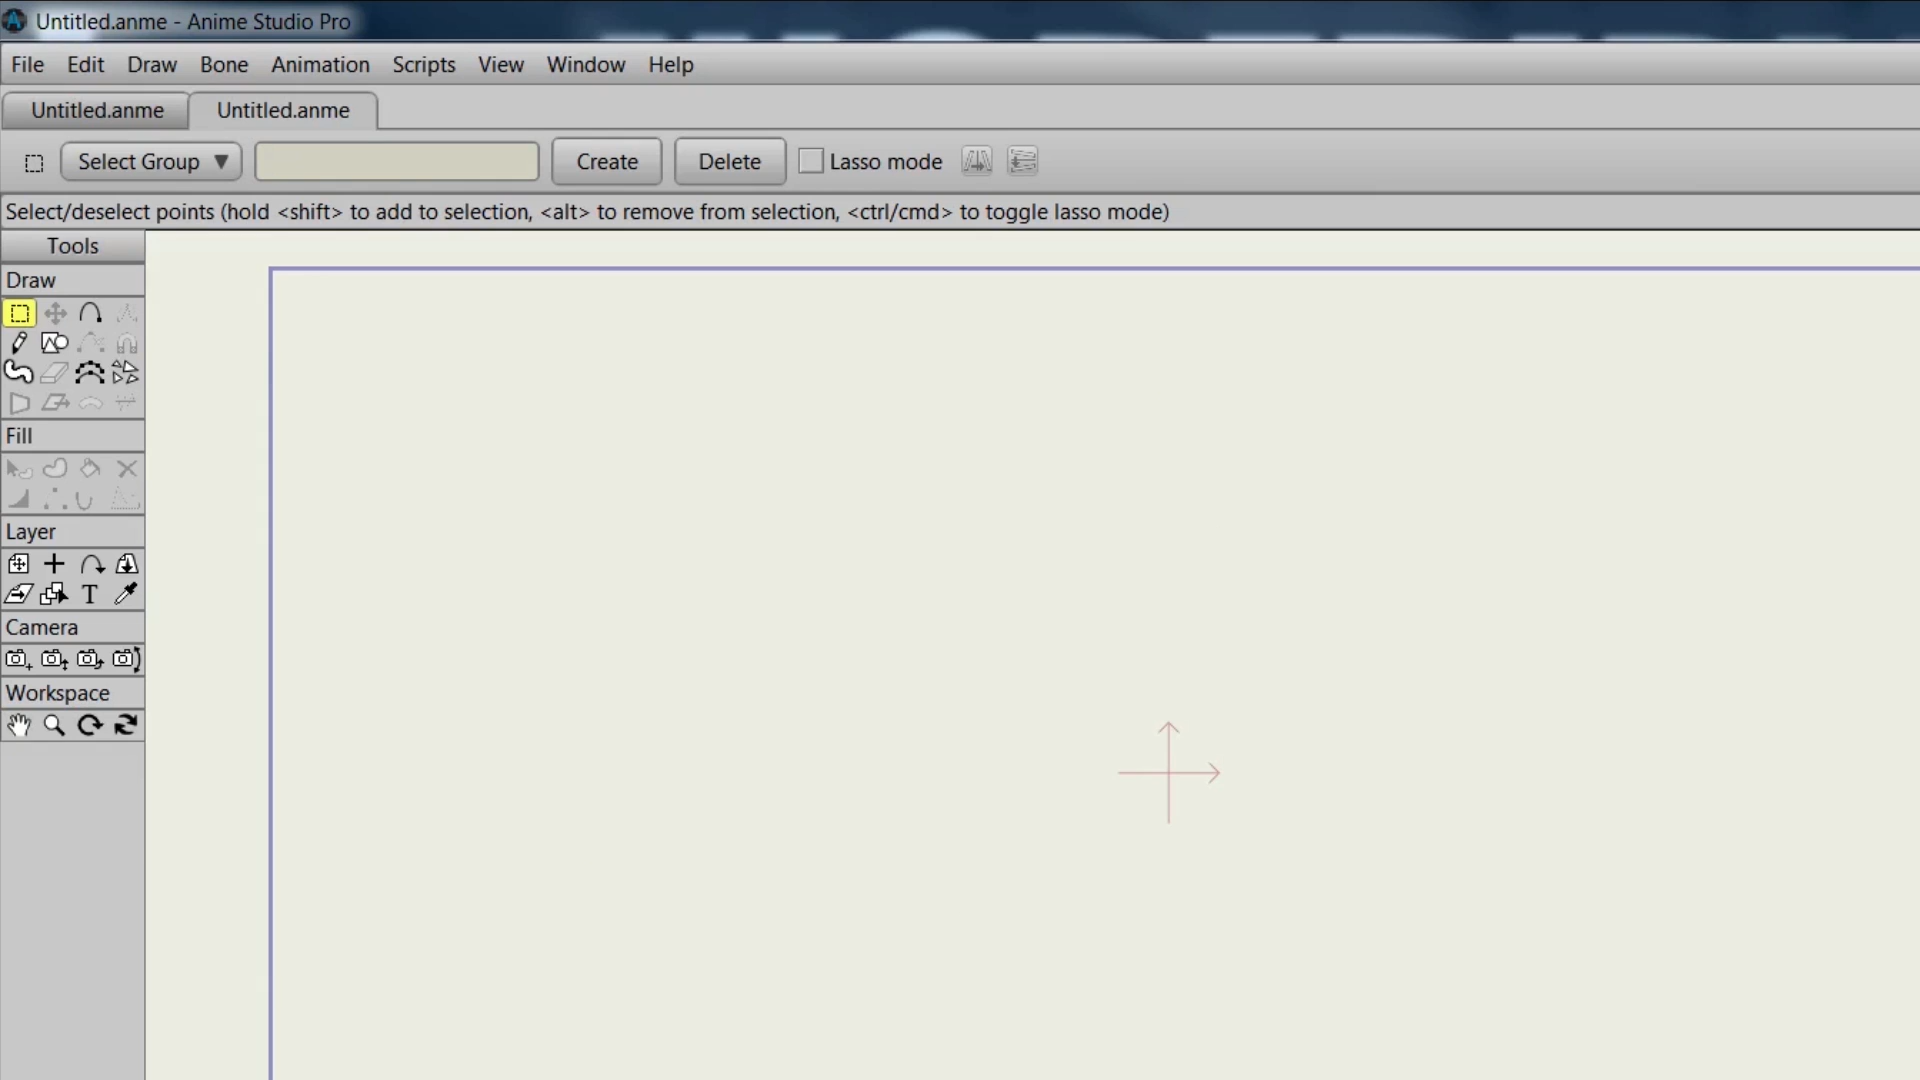 Untitled.anme - Anime Studio Pro
File Edit Draw Bone Animation Scripts View Window Help
Untitled.anme Untitled.anme
Select Group Create Delete Lasso mode
Select/deselect points (hold <shift> to add to selection, <alt> to remove from selection, <ctrl/cmd> to toggle lasso mode)
Tools
Draw
Fill
Layer
T
Camera
Workspace